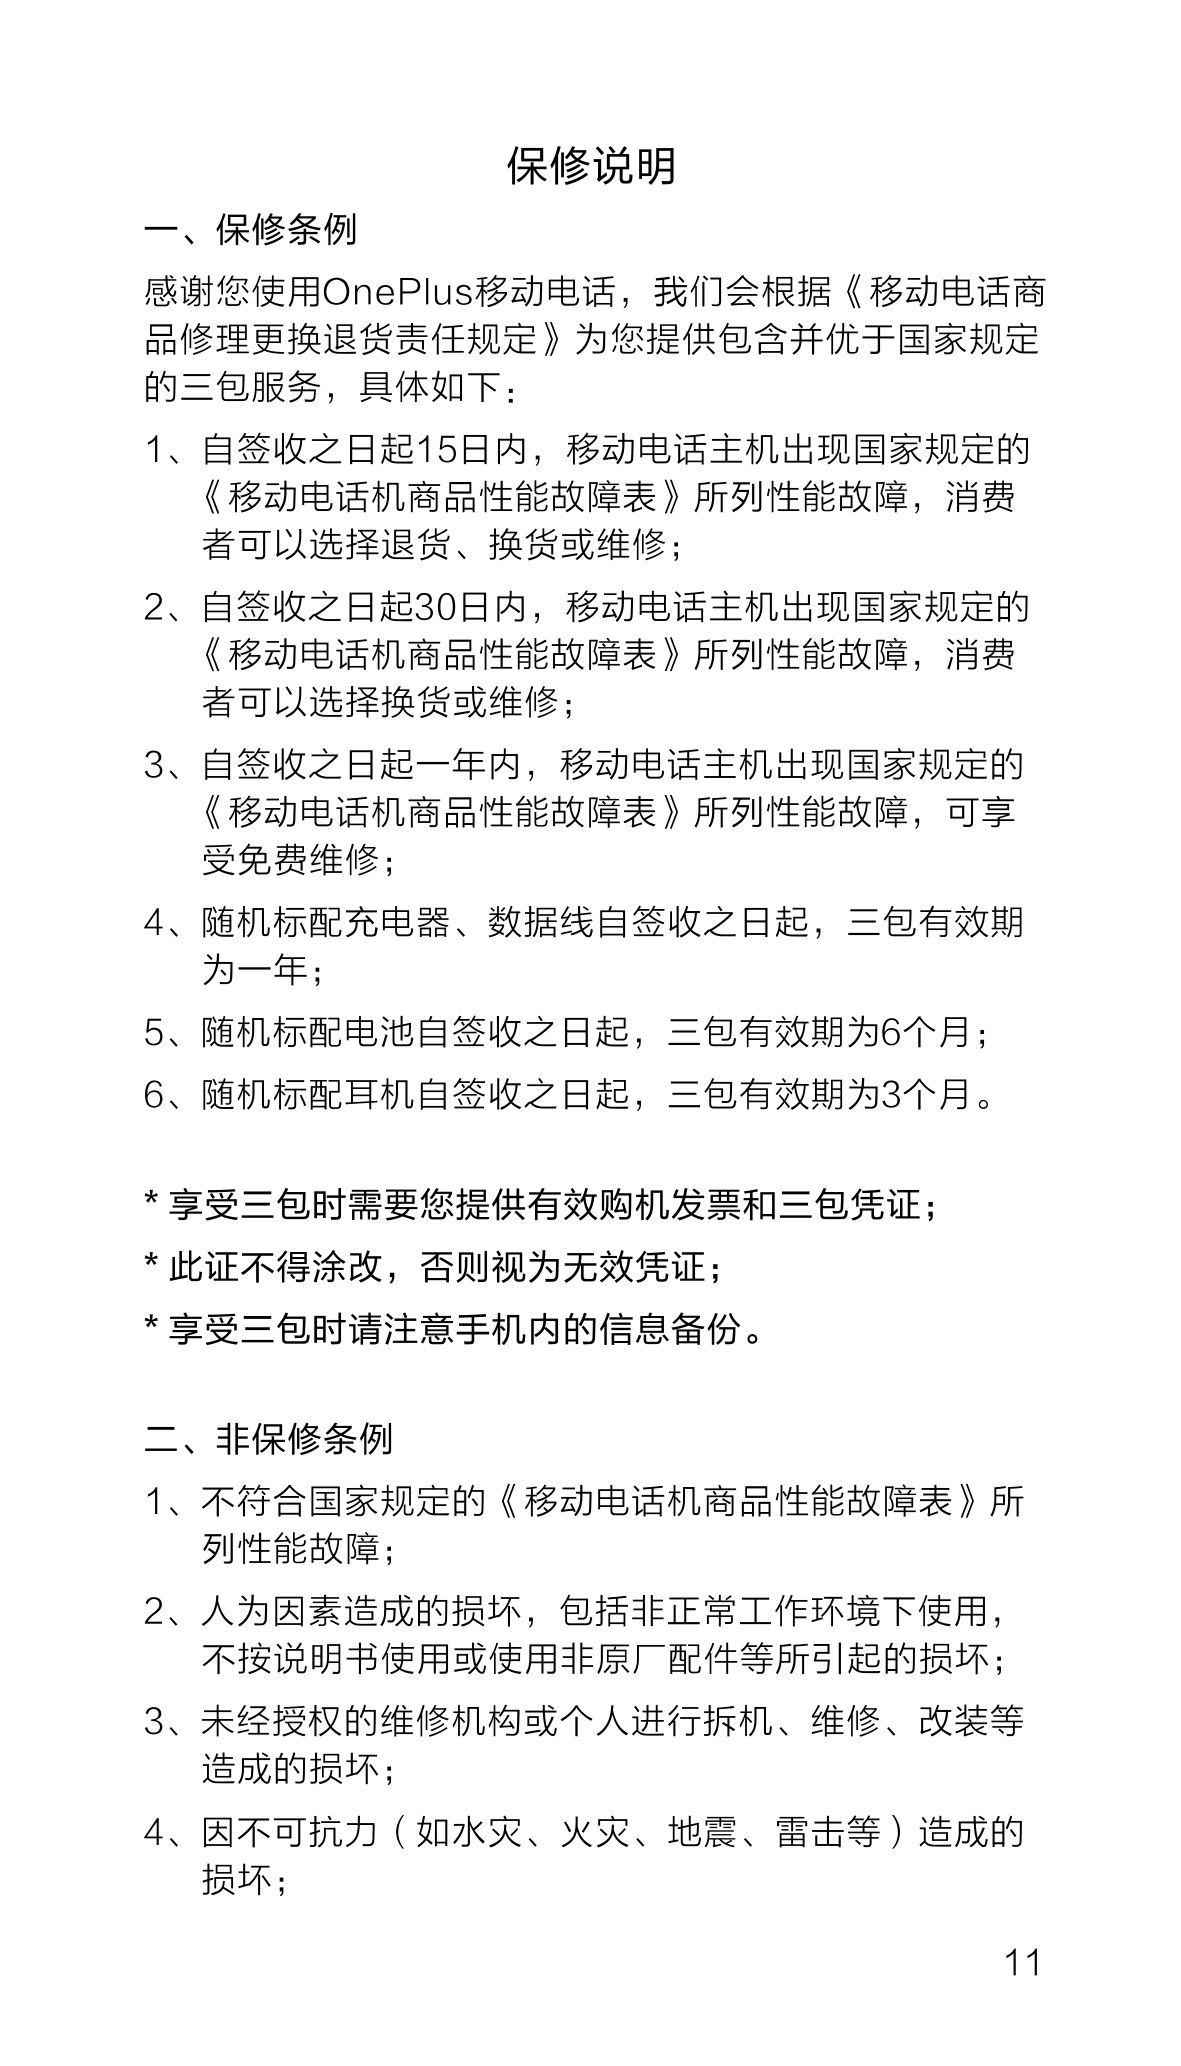 保修说明
一、保修条例
感谢您使用OnePlus移动电话，我们会根据《移动电话商
品修理更换退货责任规定》为您提供包含并优于国家规定
的三包服务，具体如下：
1、自签收之日起15日内，移动电话主机出现国家规定的
《移动电话机商品性能故障表》所列性能故障，消费
者可以选择退货、换货或维修；
2、自签收之日起30日内，移动电话主机出现国家规定的
《移动电话机商品性能故障表》所列性能故障，消费
者可以选择换货或维修；
3、自签收之日起一年内，移动电话主机出现国家规定的
《移动电话机商品性能故障表》所列性能故障，可享
受免费维修；
4、随机标配充电器、数据线自签收之日起，三包有效期
为一年；
5、随机标配电池自签收之日起，三包有效期为6个月；
6、随机标配耳机自签收之日起，三包有效期为3个月。
* 享受三包时需要您提供有效购机发票和三包凭证；
* 此证不得涂改，否则视为无效凭证；
* 享受三包时请注意手机内的信息备份。
二、非保修条例
1、不符合国家规定的《移动电话机商品性能故障表》所
列性能故障；
2、人为因素造成的损坏，包括非正常工作环境下使用，
不按说明书使用或使用非原厂配件等所引起的损坏；
3、未经授权的维修机构或个人进行拆机、维修、改装等
造成的损坏；
4、因不可抗力（如水灾、火灾、地震、雷击等）造成的
损坏；
11